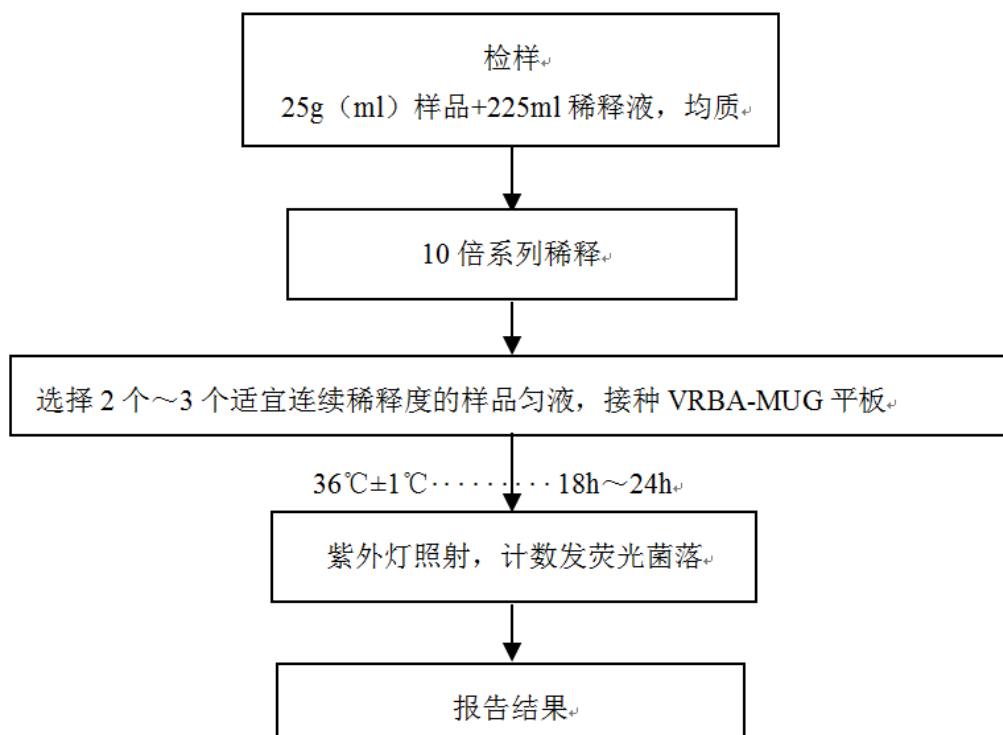 检样
25g（ml）样品+225ml 稀释液，均质
10 倍系列稀释
选择 2 个～3 个适宜连续稀释度的样品匀液，接种 VRBA-MUG 平板
36℃±1℃·········18h～24h
紫外灯照射，计数发荧光菌落
报告结果